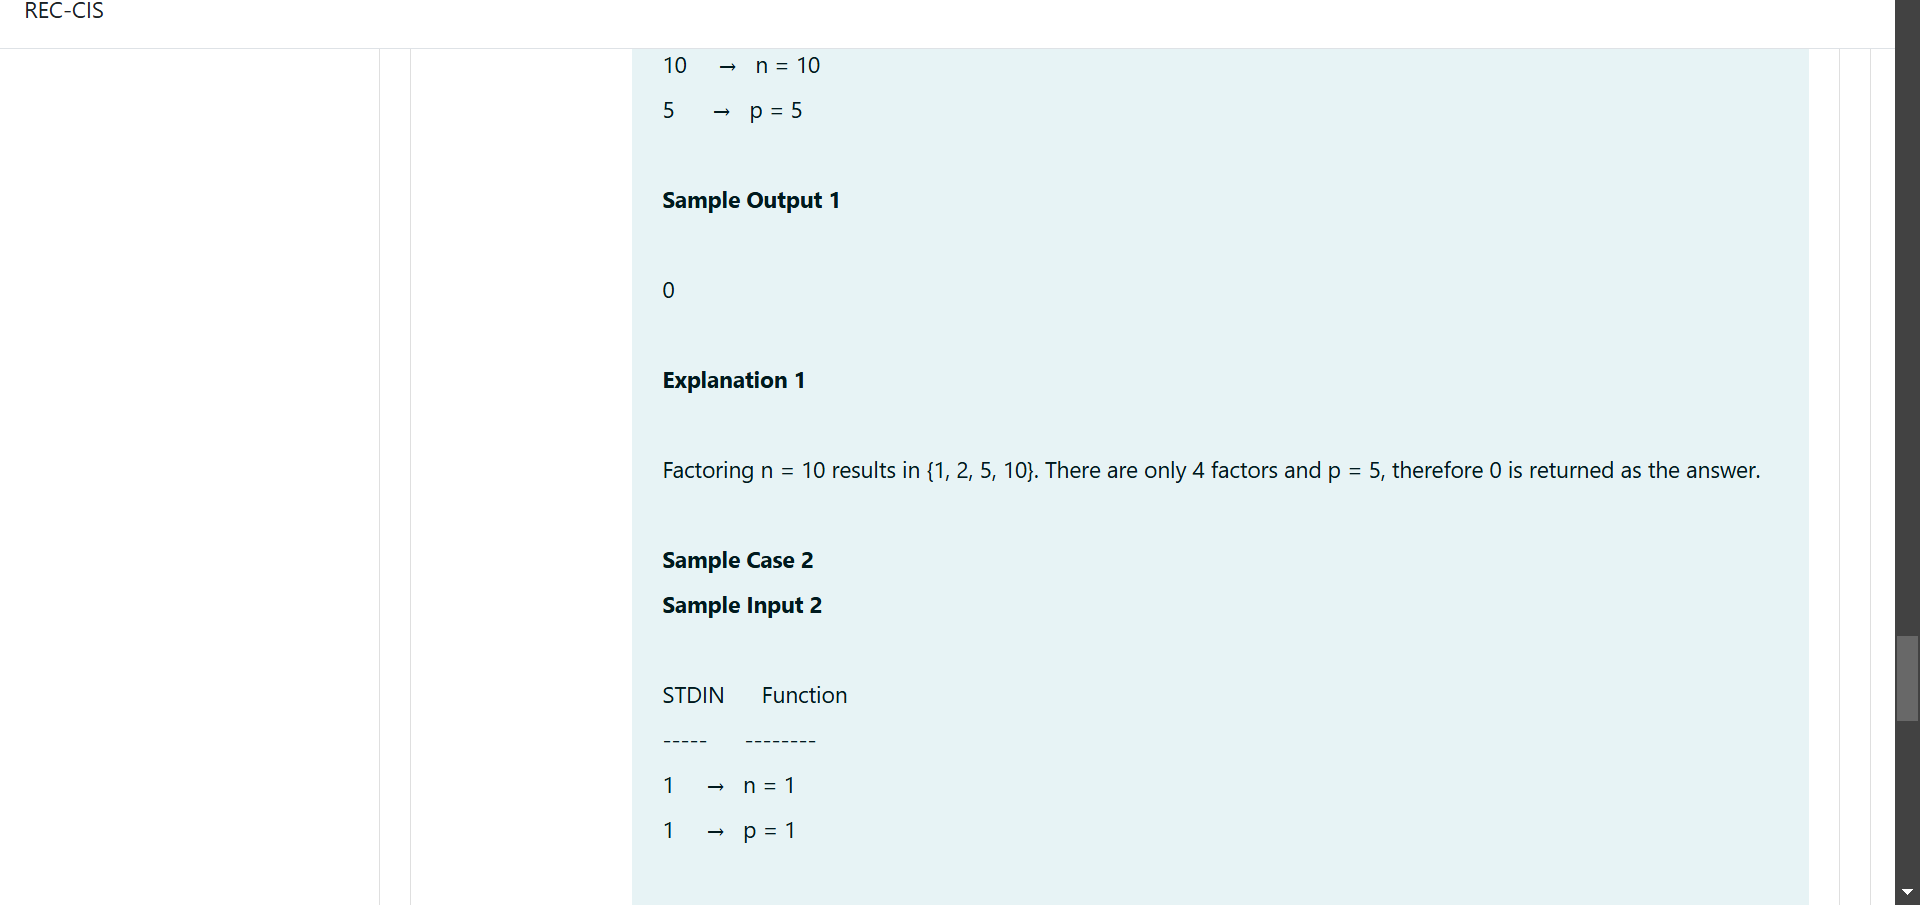 REC-CIS
10 → n = 10
5 → p = 5
Sample Output 1
0
Explanation 1
Factoring n = 10 results in {1, 2, 5, 10}. There are only 4 factors and p = 5, therefore 0 is returned as the answer.
Sample Case 2
Sample Input 2
STDIN Function
----- --------
1 → n = 1
1 → p = 1